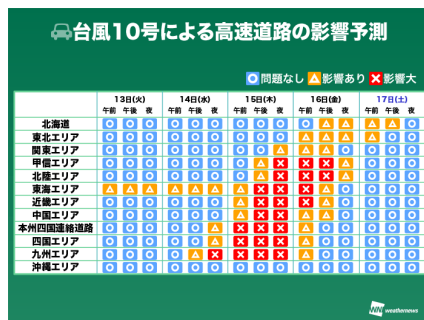 台風10号による高速道路の影響予測
問題なし 影響あり 影響大
13日(火) 14日(水) 15日(木) 16日(金) 17日(土)
午前 午後 夜 午前 午後 夜 午前 午後 夜 午前 午後 夜 午前 午後 夜
北海道
東北エリア
関東エリア
甲信エリア
北陸エリア
東海エリア
近畿エリア
中国エリア
本州四国連絡道路
四国エリア
九州エリア
沖縄エリア
WNI weathernews